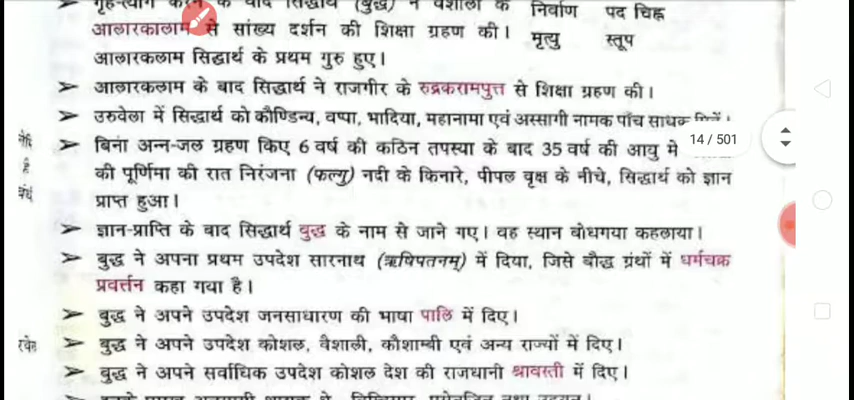 के बाद सिद्धार्थ (बुद्ध) ने वैशाली के
आलारकालाम से सांख्य दर्शन की शिक्षा ग्रहण की।
आलारकलाम सिद्धार्थ के प्रथम गुरु हुए।
निर्वाण पद चिह्न
मृत्यु स्तूप
➢ आलारकलाम के बाद सिद्धार्थ ने राजगीर के रुद्रकरामपुत्त से शिक्षा ग्रहण की।
➢ उरुवेला में सिद्धार्थ को कौण्डिन्य, वप्पा, भादिया, महानामा एवं अस्सागी नामक पाँच साधक
➢ बिना अन्न-जल ग्रहण किए 6 वर्ष की कठिन तपस्या के बाद 35 वर्ष की आयु में
की पूर्णिमा की रात निरंजना (फल्गु) नदी के किनारे, पीपल वृक्ष के नीचे, सिद्धार्थ को ज्ञान
प्राप्त हुआ।
➢ ज्ञान-प्राप्ति के बाद सिद्धार्थ बुद्ध के नाम से जाने गए। वह स्थान बोधगया कहलाया।
➢ बुद्ध ने अपना प्रथम उपदेश सारनाथ (ऋषिपतनम्) में दिया, जिसे बौद्ध ग्रंथों में धर्मचक्र
प्रवर्त्तन कहा गया है।
➢ बुद्ध ने अपने उपदेश जनसाधारण की भाषा पालि में दिए।
➢ बुद्ध ने अपने उपदेश कोशल, वैशाली, कौशाम्बी एवं अन्य राज्यों में दिए।
➢ बुद्ध ने अपने सर्वाधिक उपदेश कोशल देश की राजधानी श्रावस्ती में दिए।
14 / 501
है